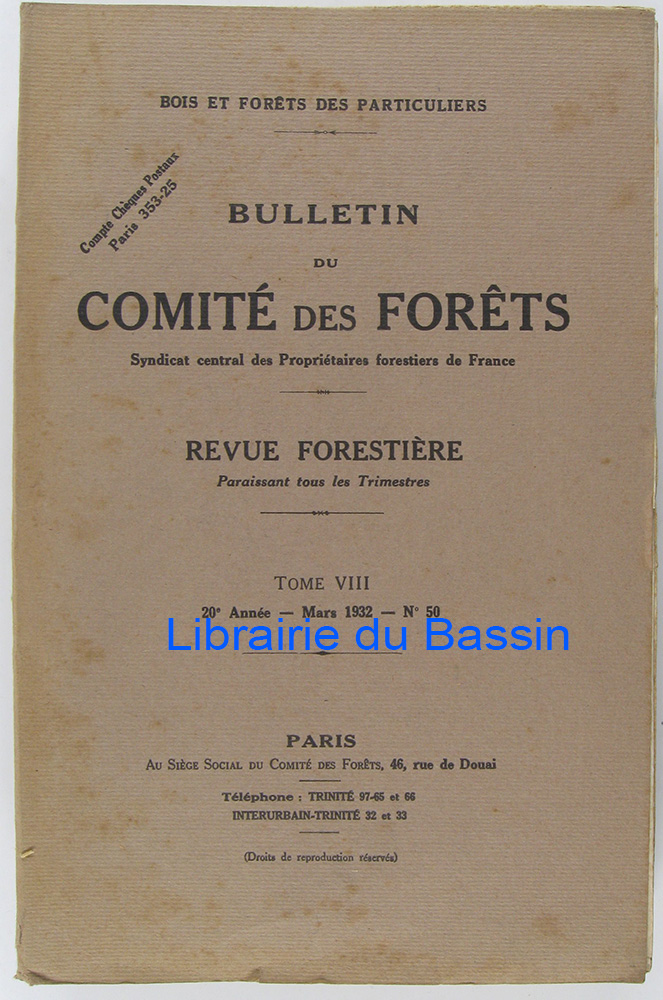 BOIS ET FORÊTS DES PARTICULIERS
Compte Chèques Postaux
Paris 353-25
BULLETIN
DU
COMITÉ DES FORÊTS
Syndicat central des Propriétaires forestiers de France
REVUE FORESTIÈRE
Paraissant tous les Trimestres
TOME VIII
20e Année — Mars 1932 — N° 50
Librairie du Bassin
PARIS
AU SIÈGE SOCIAL DU COMITÉ DES FORÊTS, 46, rue de Douai
Téléphone : TRINITÉ 97-65 et 66
INTERURBAIN-TRINITÉ 32 et 33
(Droits de reproduction réservés)